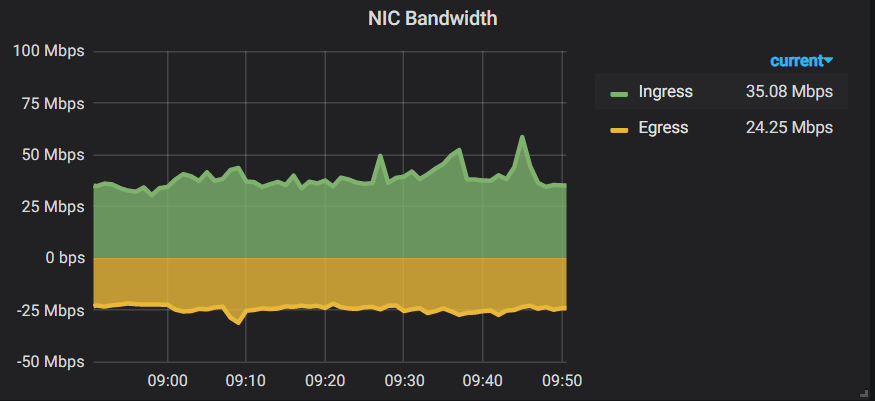 NIC Bandwidth
100 Mbps
75 Mbps
50 Mbps
25 Mbps
0 bps
-25 Mbps
-50 Mbps
09:00 09:10 09:20 09:30 09:40 09:50
current
Ingress 35.08 Mbps
Egress 24.25 Mbps